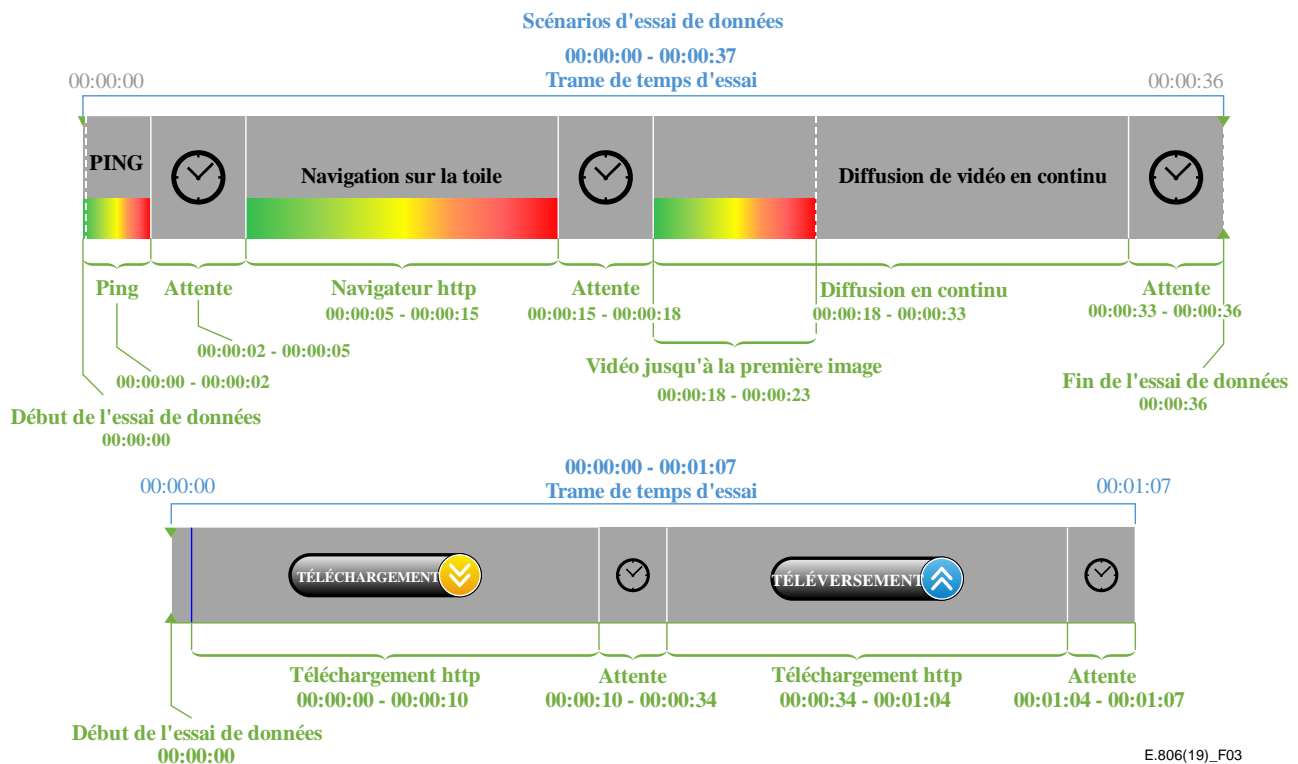 Scénarios d'essai de données
00:00:00 - 00:00:37
Trame de temps d'essai
00:00:00
00:00:36
PING
Navigation sur la toile
Diffusion de vidéo en continu
Ping
Attente
Navigateur http
Attente
Diffusion en continu
Attente
00:00:05 - 00:00:15
00:00:15 - 00:00:18
00:00:18 - 00:00:33
00:00:33 - 00:00:36
00:00:02 - 00:00:05
Vidéo jusqu'à la première image
00:00:00 - 00:00:02
00:00:18 - 00:00:23
Fin de l'essai de données
00:00:36
Début de l'essai de données
00:00:00
00:00:00 - 00:01:07
Trame de temps d'essai
00:00:00
00:01:07
TÉLÉCHARGEMENT
TÉLÉVERSEMENT
Téléchargement http
Attente
Téléchargement http
Attente
00:00:00 - 00:00:10
00:00:10 - 00:00:34
00:00:34 - 00:01:04
00:01:04 - 00:01:07
Début de l'essai de données
00:00:00
E.806(19)_F03